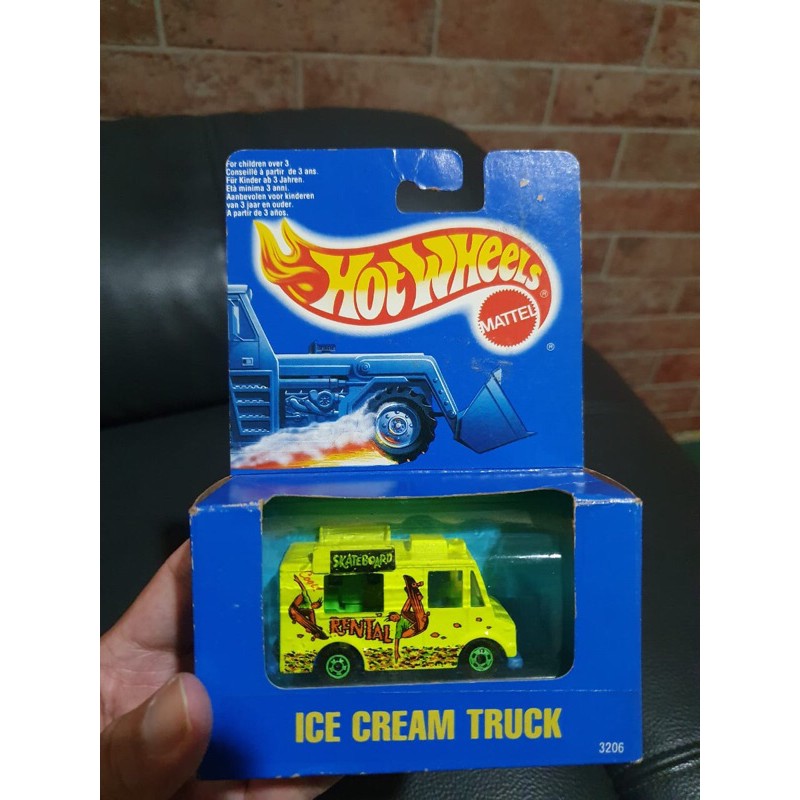 For children over 3.
Conseillé à partir de 3 ans.
Für Kinder ab 3 Jahren.
Età minima 3 anni.
Aanbevolen voor kinderen
van 3 jaar en ouder.
A partir de 3 años.
HOT WHEELS®
MATTEL
®
SKATEBOARD
RENTAL
ICE CREAM TRUCK
3206